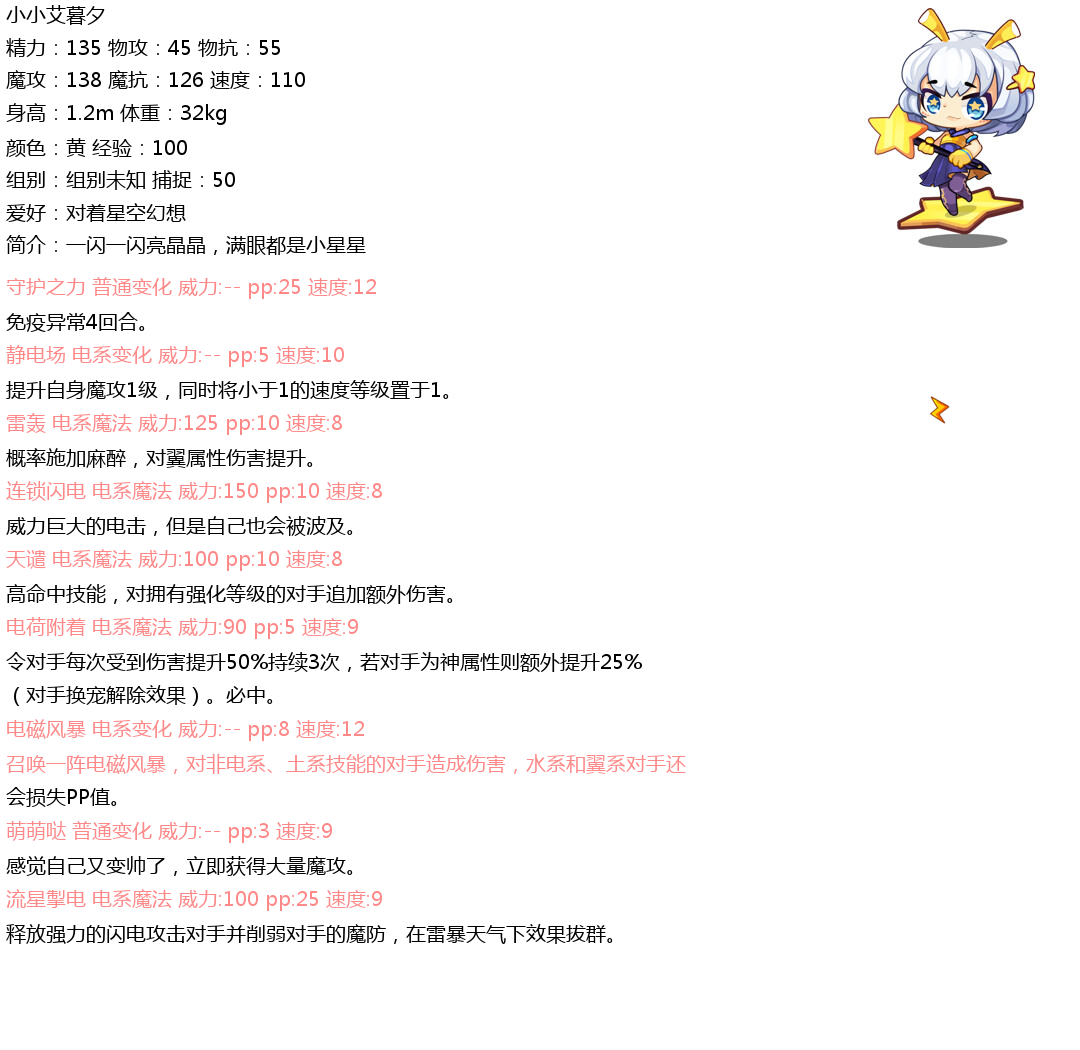 小小艾暮夕
精力：135 物攻：45 物抗：55
魔攻：138 魔抗：126 速度：110
身高：1.2m 体重：32kg
颜色：黄 经验：100
组别：组别未知 捕捉：50
爱好：对着星空幻想
简介：一闪一闪亮晶晶，满眼都是小星星
守护之力 普通变化 威力:-- pp:25 速度:12
免疫异常4回合。
静电场 电系变化 威力:-- pp:5 速度:10
提升自身魔攻1级，同时将小于1的速度等级置于1。
雷轰 电系魔法 威力:125 pp:10 速度:8
概率施加麻醉，对翼属性伤害提升。
连锁闪电 电系魔法 威力:150 pp:10 速度:8
威力巨大的电击，但是自己也会被波及。
天谴 电系魔法 威力:100 pp:10 速度:8
高命中技能，对拥有强化等级的对手追加额外伤害。
电荷附着 电系魔法 威力:90 pp:5 速度:9
令对手每次受到伤害提升50%持续3次，若对手为神属性则额外提升25%
（对手换宠解除效果）。必中。
电磁风暴 电系变化 威力:-- pp:8 速度:12
召唤一阵电磁风暴，对非电系、土系技能的对手造成伤害，水系和翼系对手还
会损失PP值。
萌萌哒 普通变化 威力:-- pp:3 速度:9
感觉自己又变帅了，立即获得大量魔攻。
流星掣电 电系魔法 威力:100 pp:25 速度:9
释放强力的闪电攻击对手并削弱对手的魔防，在雷暴天气下效果拔群。